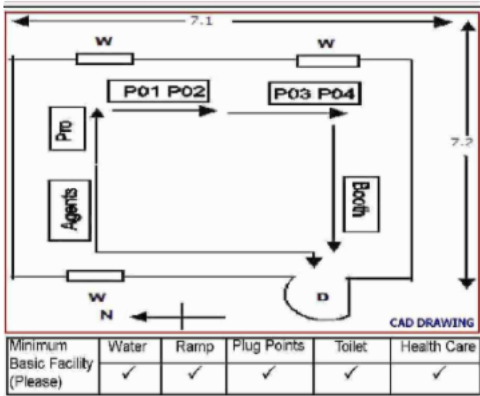 7.1
W W
P01 P02 P03 P04
Pro
7.2
Agents
Booth
W
D
N
CAD DRAWING
Minimum Basic Facility (Please) Water Ramp Plug Points Toilet Health Care
✓ ✓ ✓ ✓ ✓